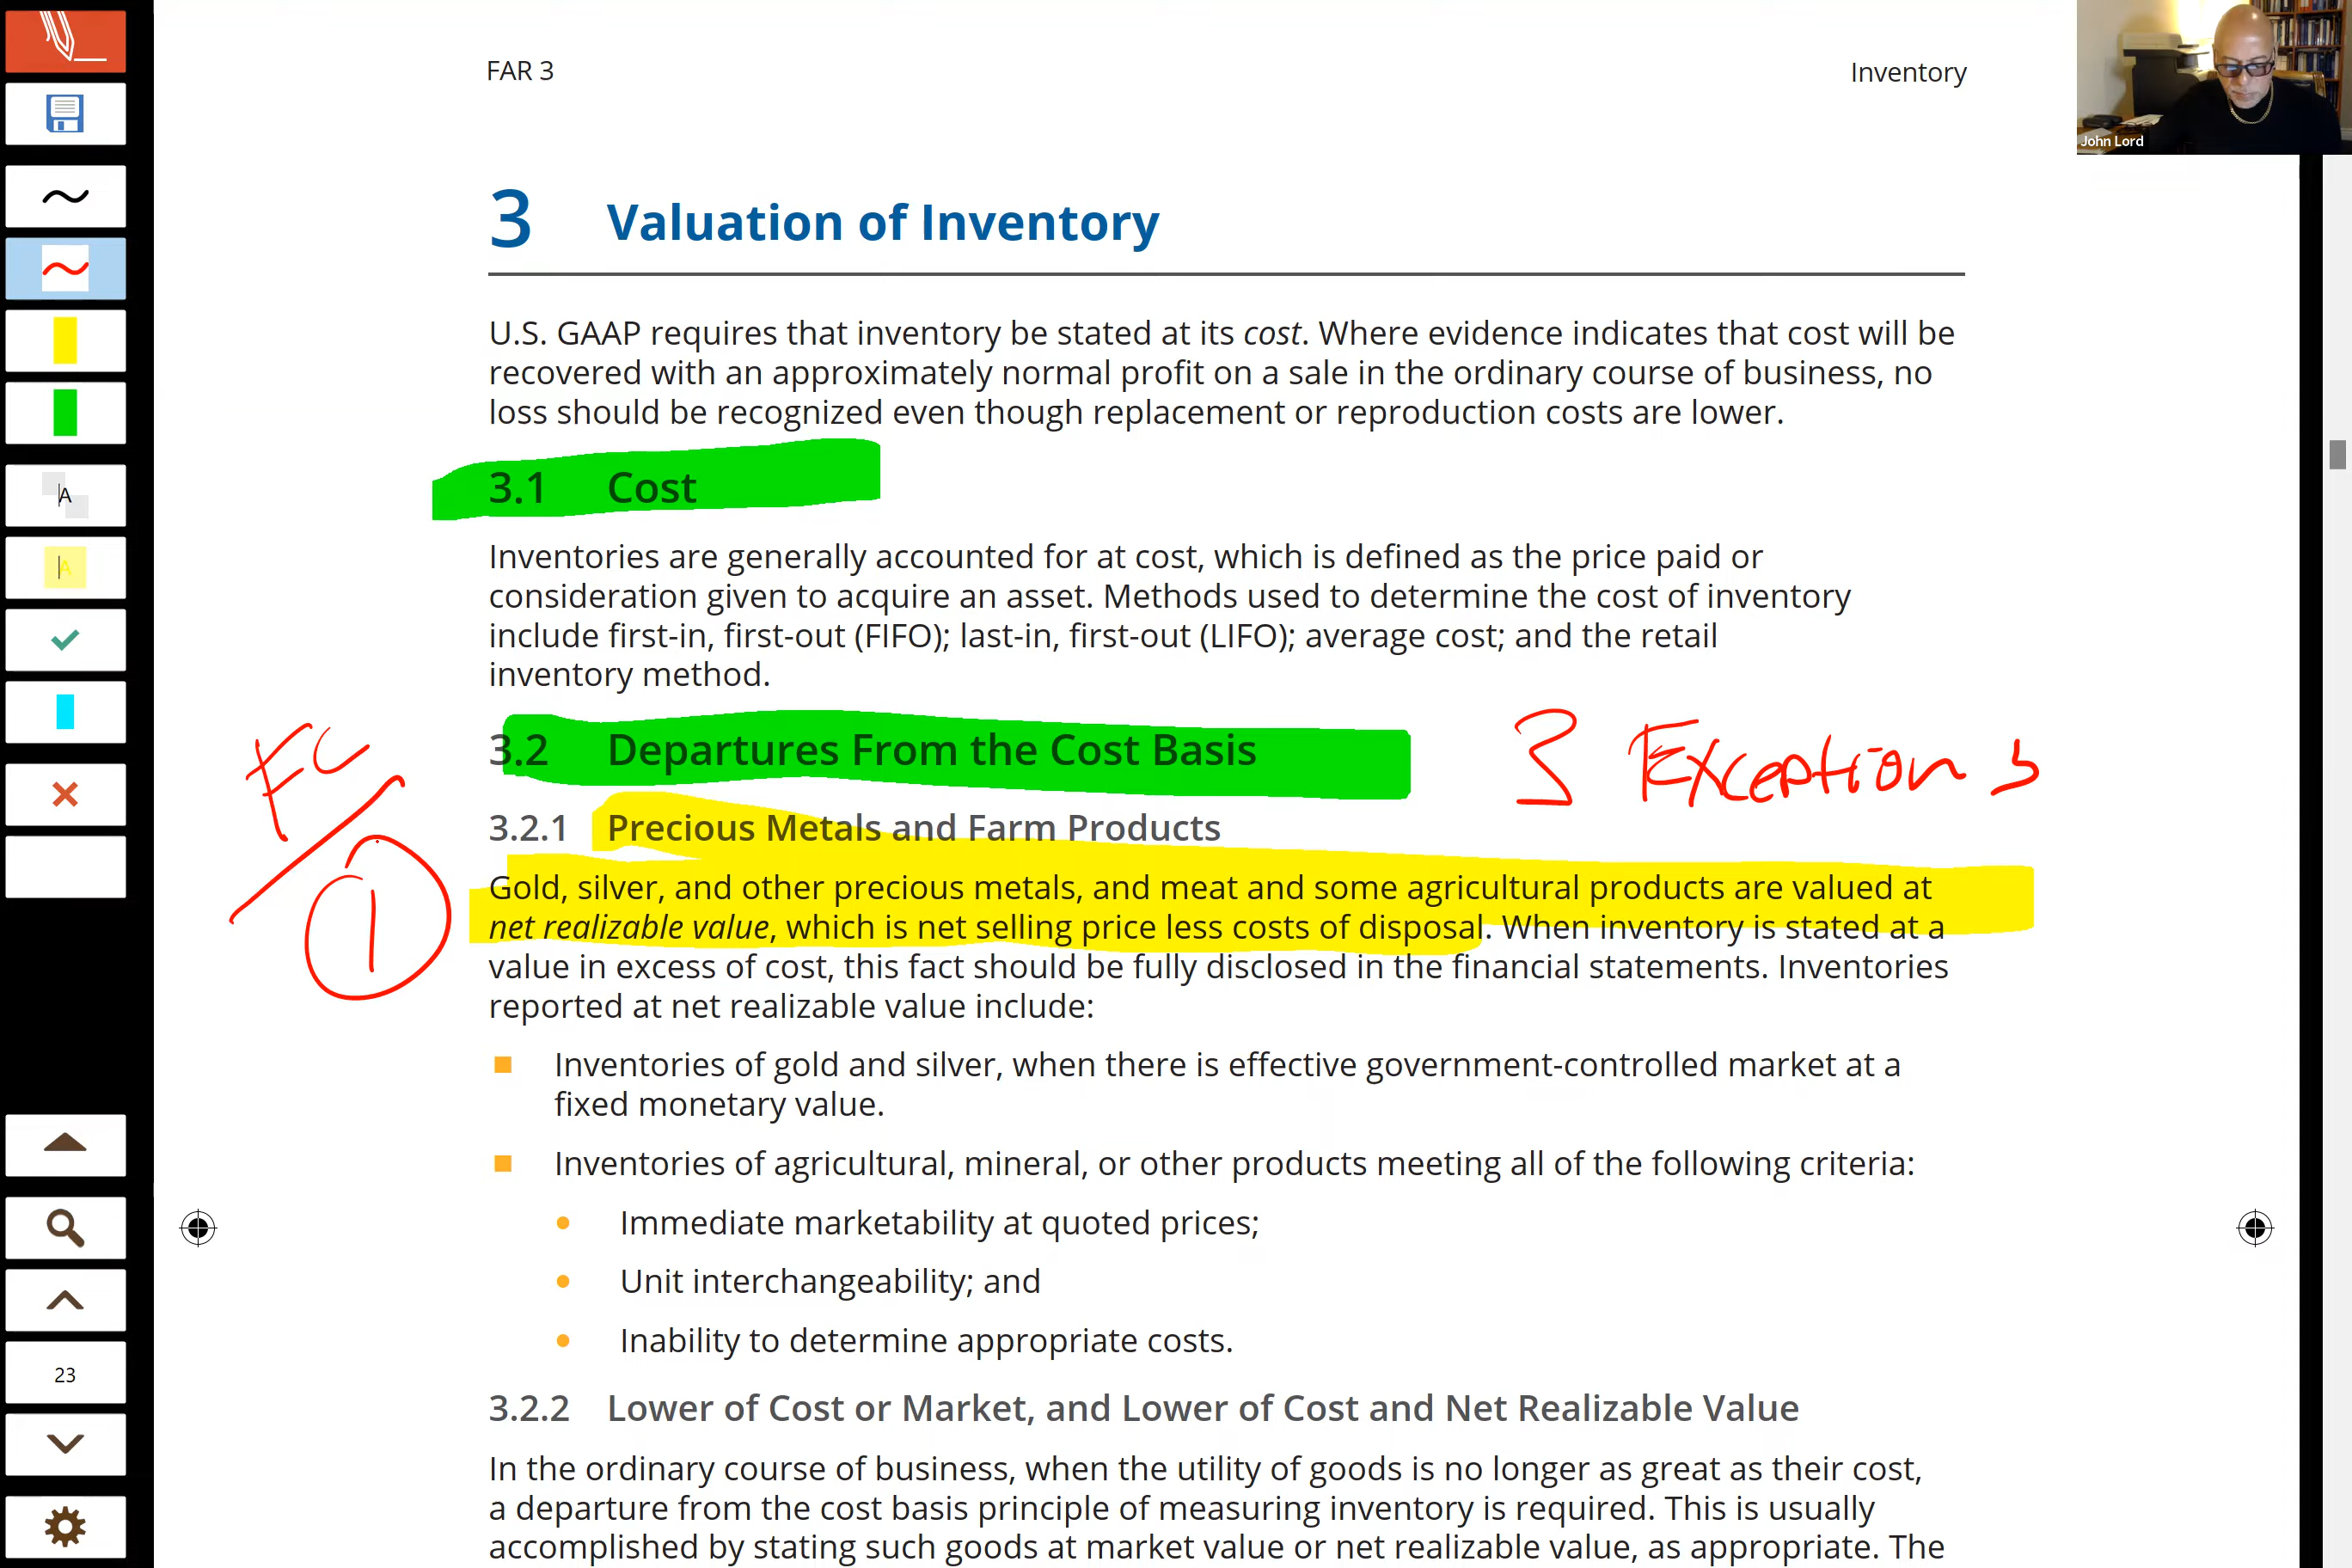 FAR 3
Inventory
John Lord
3 Valuation of Inventory
U.S. GAAP requires that inventory be stated at its cost. Where evidence indicates that cost will be
recovered with an approximately normal profit on a sale in the ordinary course of business, no
loss should be recognized even though replacement or reproduction costs are lower.
3.1 Cost
A
A
Inventories are generally accounted for at cost, which is defined as the price paid or
consideration given to acquire an asset. Methods used to determine the cost of inventory
include first-in, first-out (FIFO); last-in, first-out (LIFO); average cost; and the retail
inventory method.
3.2 Departures From the Cost Basis
3 Exceptions
3.2.1 Precious Metals and Farm Products
1
Gold, silver, and other precious metals, and meat and some agricultural products are valued at
net realizable value, which is net selling price less costs of disposal. When inventory is stated at a
value in excess of cost, this fact should be fully disclosed in the financial statements. Inventories
reported at net realizable value include:
Inventories of gold and silver, when there is effective government-controlled market at a
fixed monetary value.
Inventories of agricultural, mineral, or other products meeting all of the following criteria:
Immediate marketability at quoted prices;
Unit interchangeability; and
Inability to determine appropriate costs.
23
3.2.2 Lower of Cost or Market, and Lower of Cost and Net Realizable Value
In the ordinary course of business, when the utility of goods is no longer as great as their cost,
a departure from the cost basis principle of measuring inventory is required. This is usually
accomplished by stating such goods at market value or net realizable value, as appropriate. The